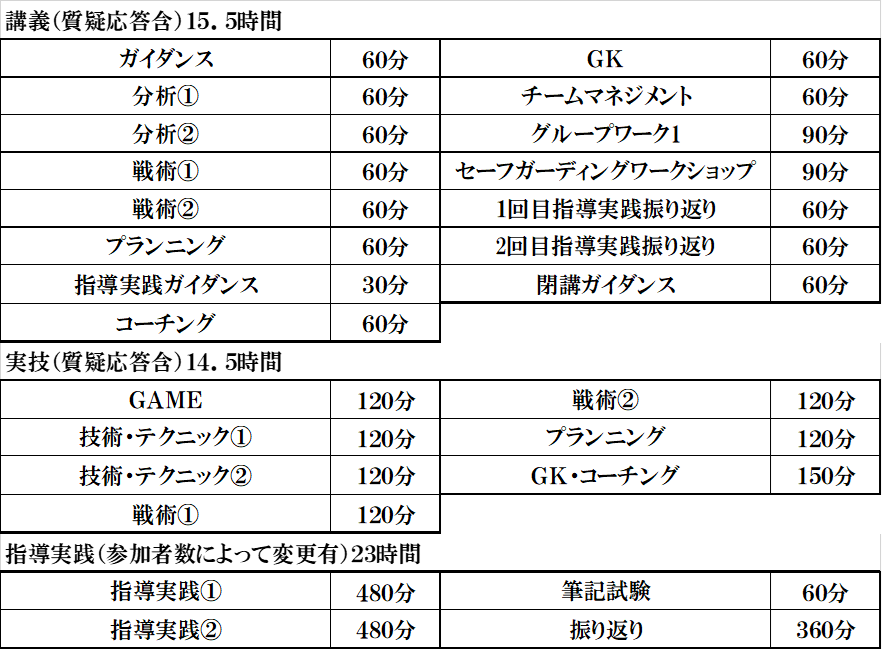 講義(質疑応答含)15．5時間
ガイダンス 60分 GK 60分
分析① 60分 チームマネジメント 60分
分析② 60分 グループワーク1 90分
戦術① 60分 セーフガーディングワークショップ 90分
戦術② 60分 1回目指導実践振り返り 60分
プランニング 60分 2回目指導実践振り返り 60分
指導実践ガイダンス 30分 閉講ガイダンス 60分
コーチング 60分
実技(質疑応答含)14．5時間
GAME 120分 戦術② 120分
技術・テクニック① 120分 プランニング 120分
技術・テクニック② 120分 GK・コーチング 150分
戦術① 120分
指導実践(参加者数によって変更有)23時間
指導実践① 480分 筆記試験 60分
指導実践② 480分 振り返り 360分